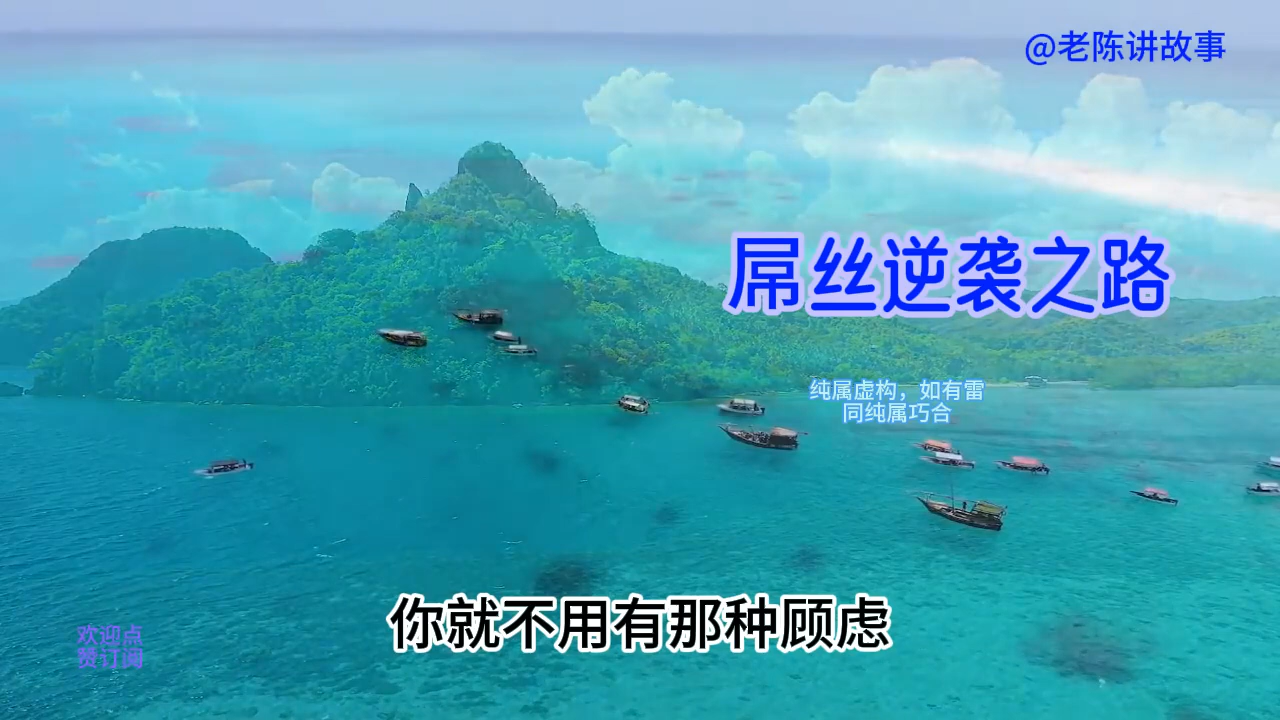 @老陈讲故事
屌丝逆袭之路
纯属虚构，如有雷
同纯属巧合
你就不用有那种顾虑
欢迎点
赞订阅